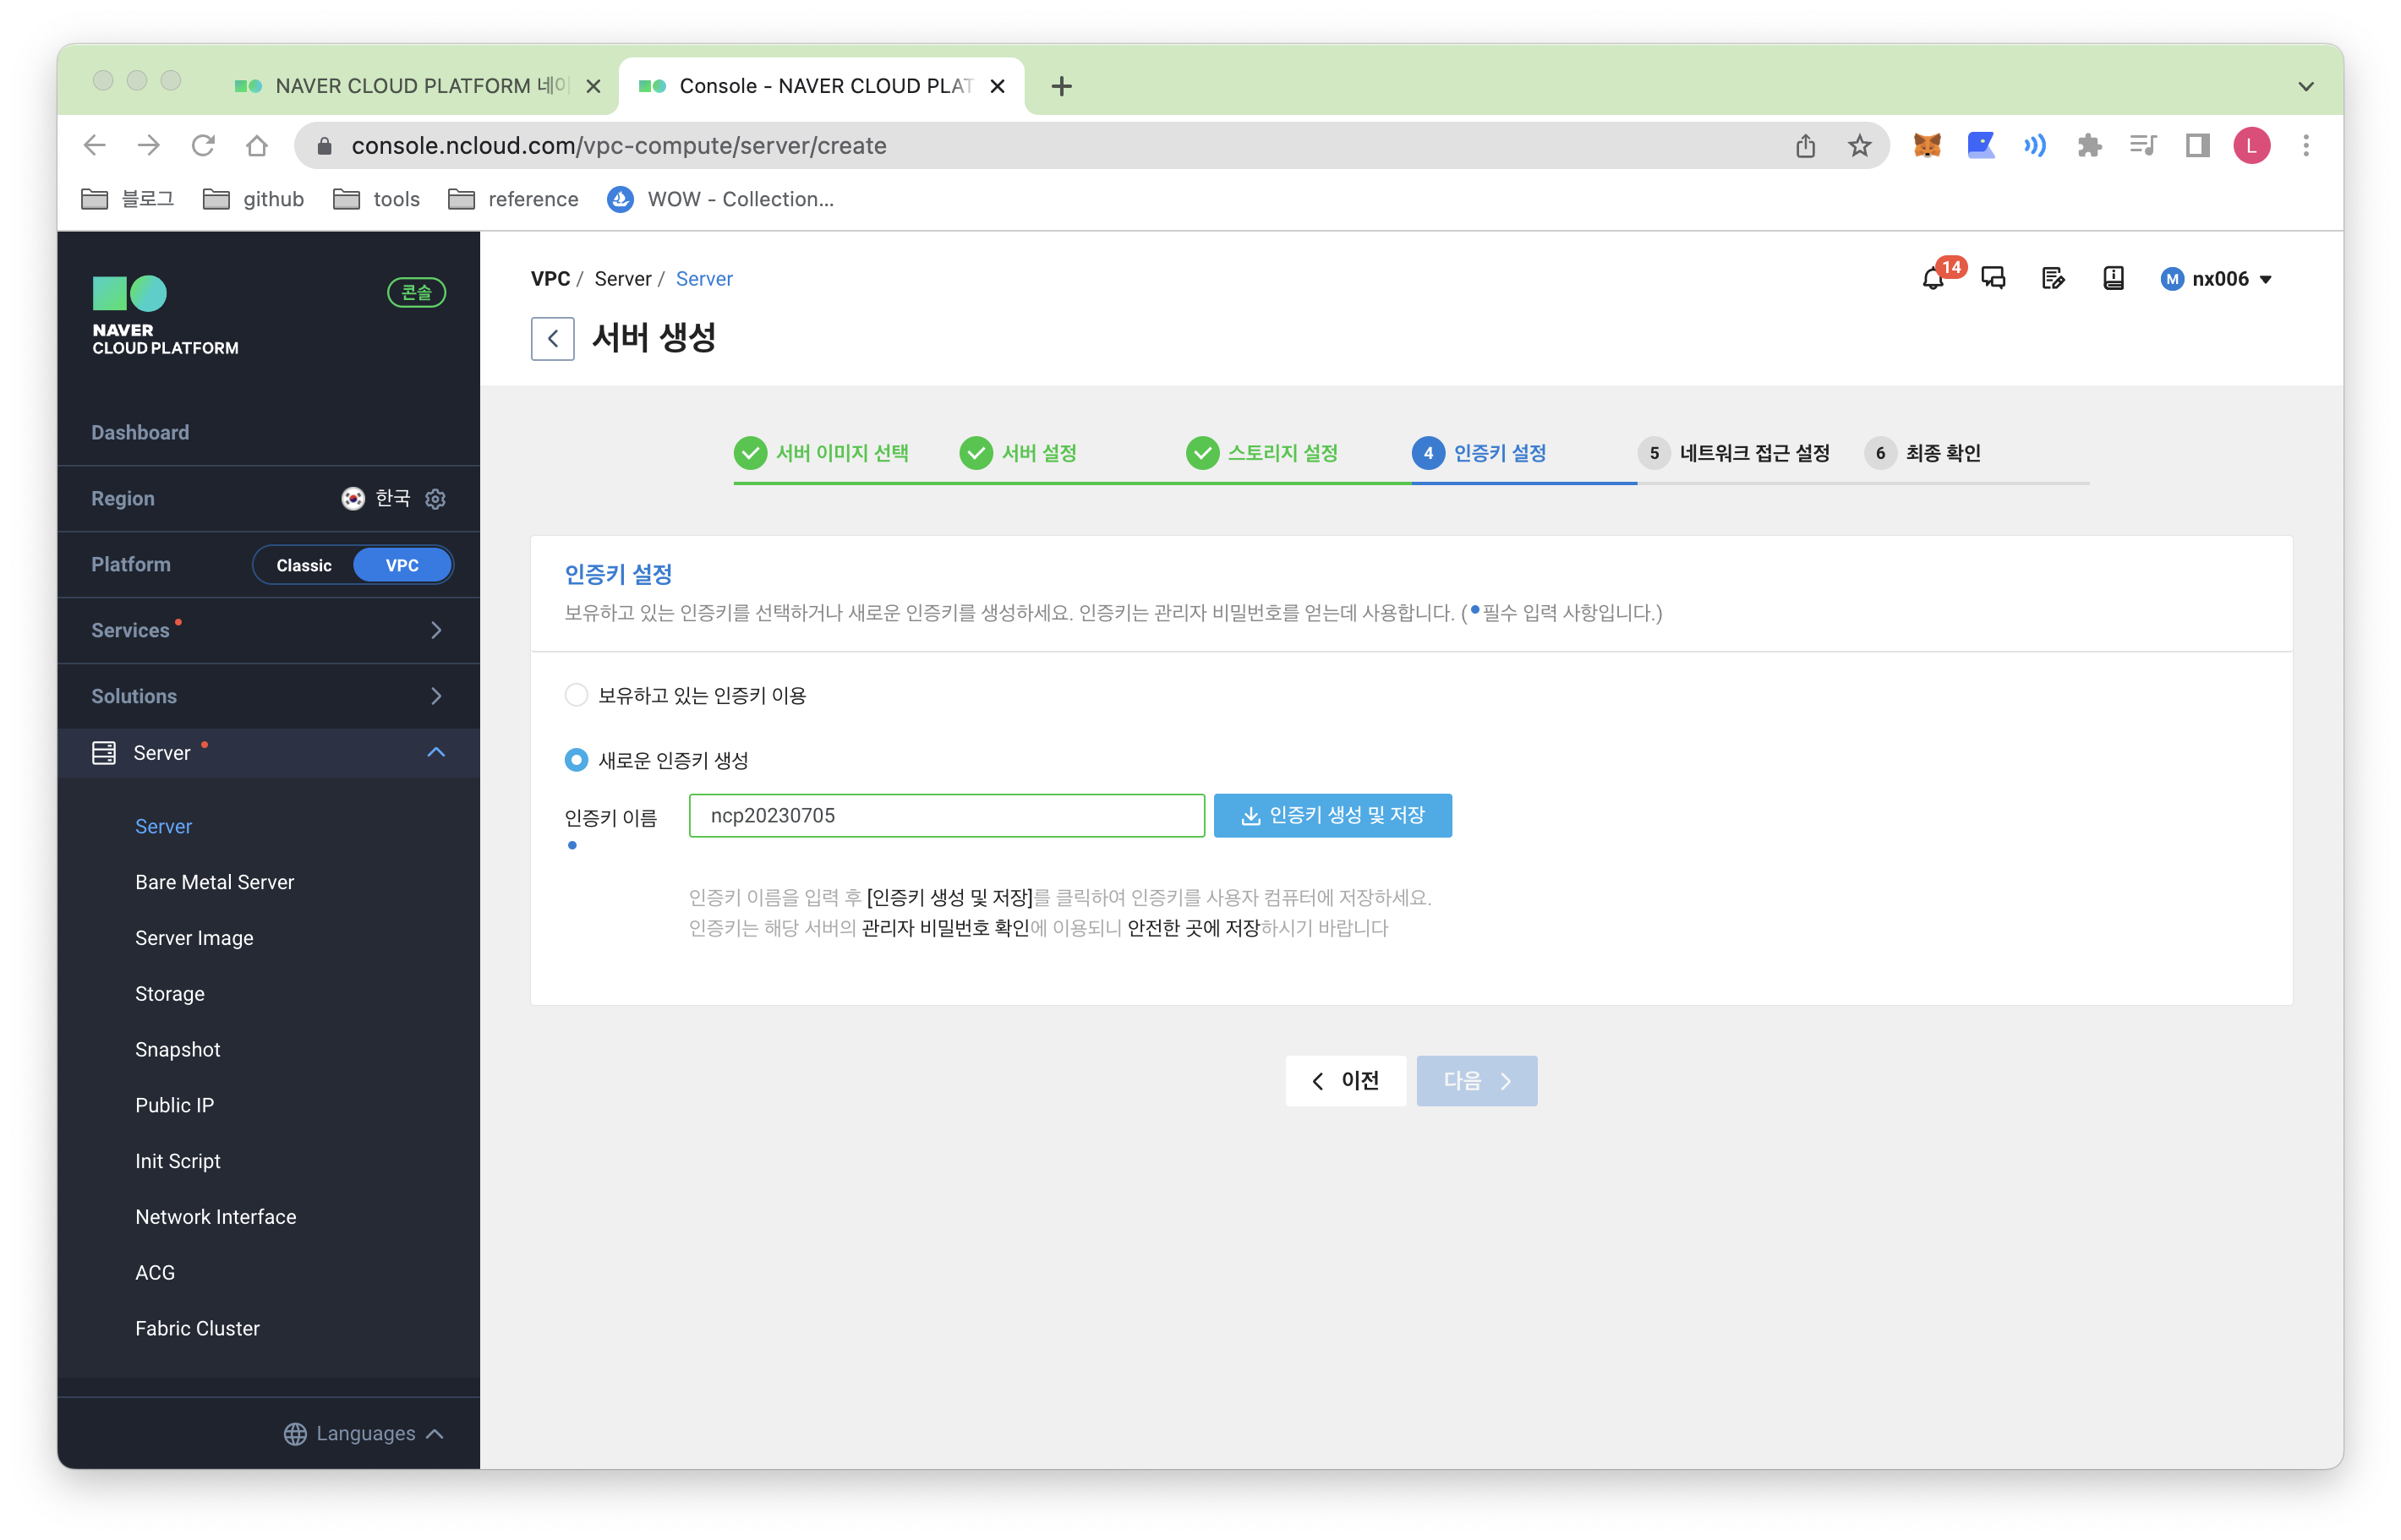 NAVER CLOUD PLATFORM 네이
Console - NAVER CLOUD PLAT
console.ncloud.com/vpc-compute/server/create
L
블로그
github
tools
reference
WOW - Collection...
NAVER
CLOUD PLATFORM
콘솔
Dashboard
Region
한국
Platform
Classic
VPC
Services
Solutions
Server
Server
Bare Metal Server
Server Image
Storage
Snapshot
Public IP
Init Script
Network Interface
ACG
Fabric Cluster
Languages
VPC / Server / Server
14
M
nx006
서버 생성
서버 이미지 선택
서버 설정
스토리지 설정
4 인증키 설정
5 네트워크 접근 설정
6 최종 확인
인증키 설정
보유하고 있는 인증키를 선택하거나 새로운 인증키를 생성하세요. 인증키는 관리자 비밀번호를 얻는데 사용합니다. (•필수 입력 사항입니다.)
보유하고 있는 인증키 이용
새로운 인증키 생성
인증키 이름
ncp20230705
인증키 생성 및 저장
인증키 이름을 입력 후 [인증키 생성 및 저장]를 클릭하여 인증키를 사용자 컴퓨터에 저장하세요.
인증키는 해당 서버의 관리자 비밀번호 확인에 이용되니 안전한 곳에 저장하시기 바랍니다
이전
다음